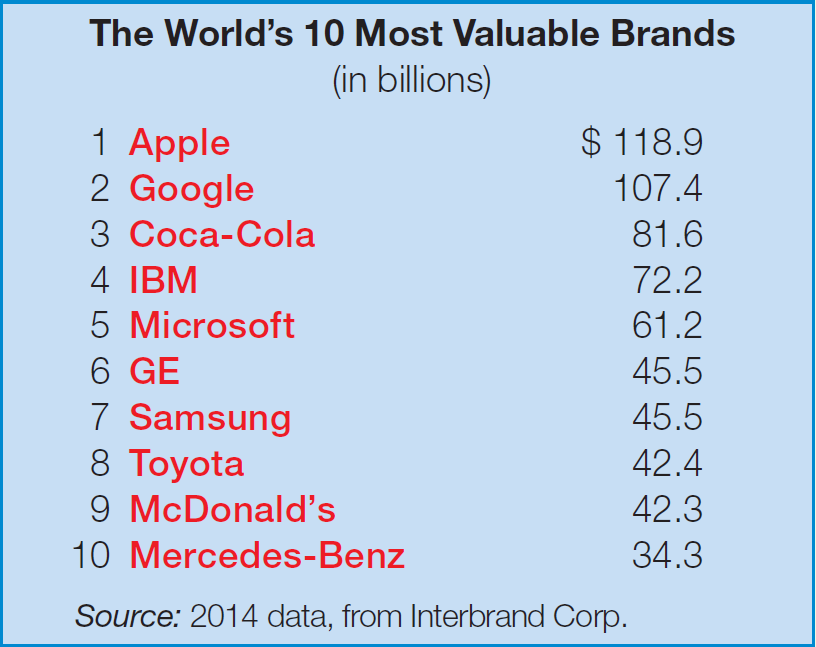 The World’s 10 Most Valuable Brands
(in billions)
1 Apple $ 118.9
2 Google 107.4
3 Coca-Cola 81.6
4 IBM 72.2
5 Microsoft 61.2
6 GE 45.5
7 Samsung 45.5
8 Toyota 42.4
9 McDonald’s 42.3
10 Mercedes-Benz 34.3
Source: 2014 data, from Interbrand Corp.